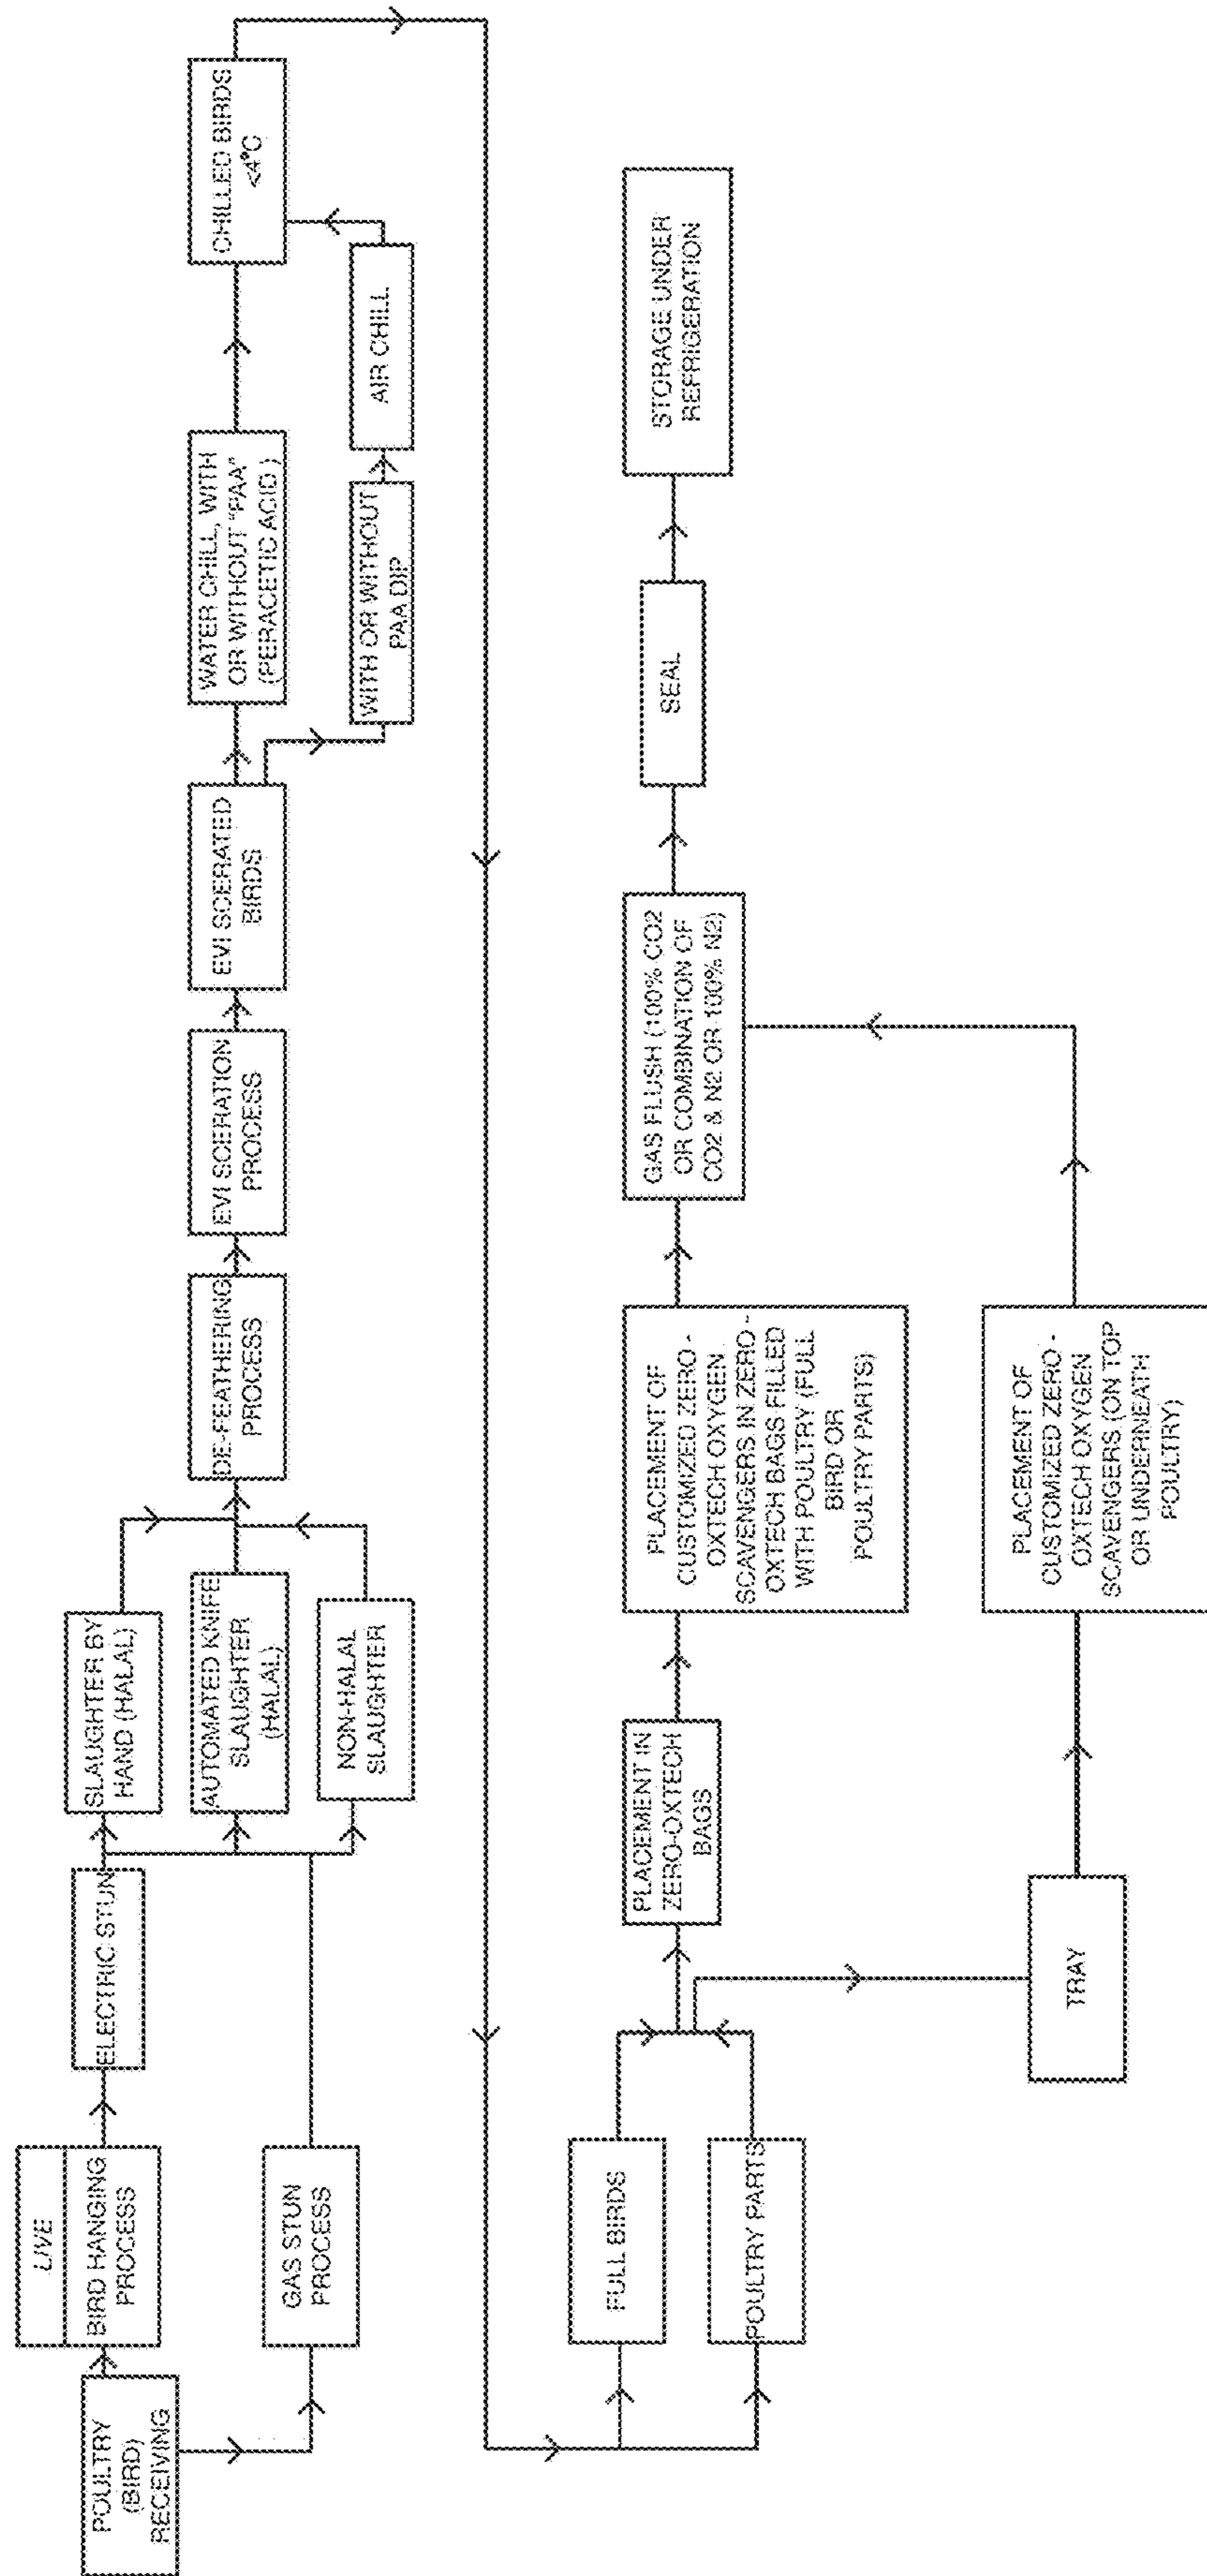 POULTRY
(BIRD)
RECEIVING
LIVE
BIRD HANGING
PROCESS
GAS STUN
PROCESS
ELECTRIC STUN
SLAUGHTER BY
HAND (HALAL)
AUTOMATED KNIFE
SLAUGHTER
(HALAL)
NON-HALAL
SLAUGHTER
DE-FEATHERING
PROCESS
EVI SCERATION
PROCESS
EVI SCERATED
BIRDS
WATER CHILL, WITH
OR WITHOUT "PAA"
(PERACETIC ACID )
WITH OR WITHOUT
PAA DIP
AIR CHILL
CHILLED BIRDS
<4°C
FULL BIRDS
POULTRY PARTS
PLACEMENT IN
ZERO-OXTECH
BAGS
TRAY
PLACEMENT OF
CUSTOMIZED ZERO -
OXTECH OXYGEN
SCAVENGERS IN ZERO -
OXTECH BAGS FILLED
WITH POULTRY (FULL
BIRD OR
POULTRY PARTS)
PLACEMENT OF
CUSTOMIZED ZERO -
OXTECH OXYGEN
SCAVENGERS (ON TOP
OR UNDERNEATH
POULTRY)
GAS FLUSH (100% CO2
OR COMBINATION OF
CO2 & N2 OR 100% N2)
SEAL
STORAGE UNDER
REFRIGERATION